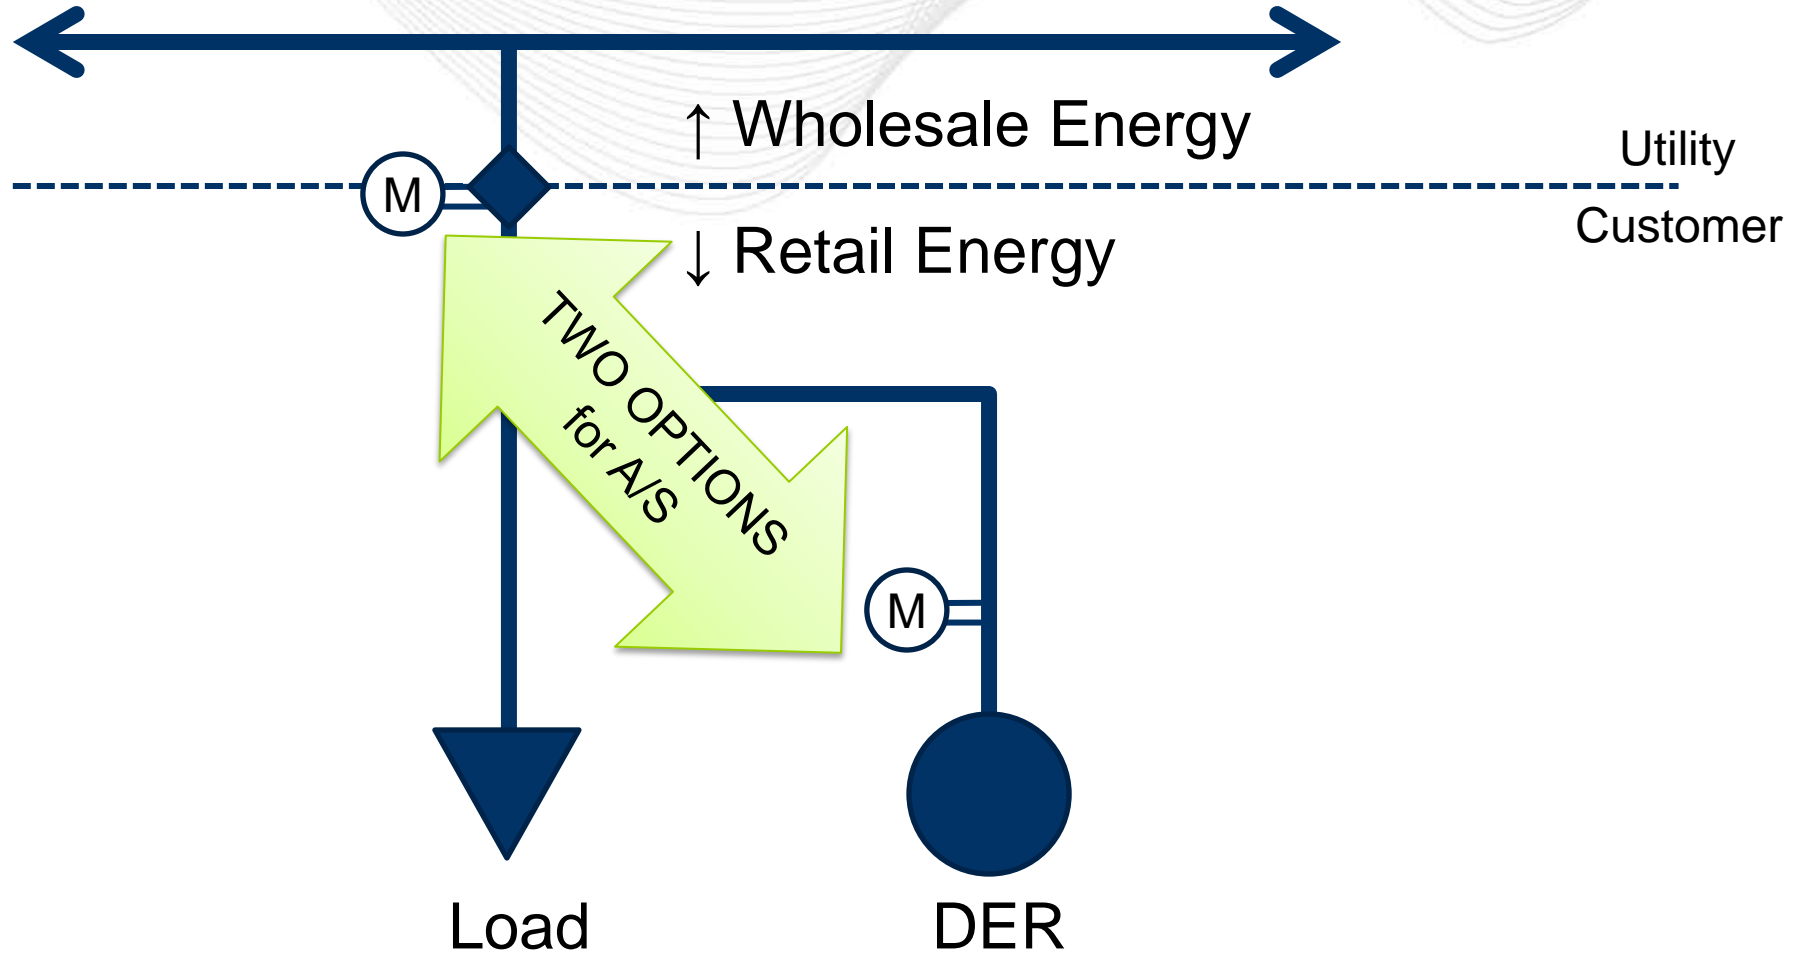 ↑ Wholesale Energy
Utility
M
Customer
↓ Retail Energy
TWO OPTIONS
for A/S
M
Load
DER